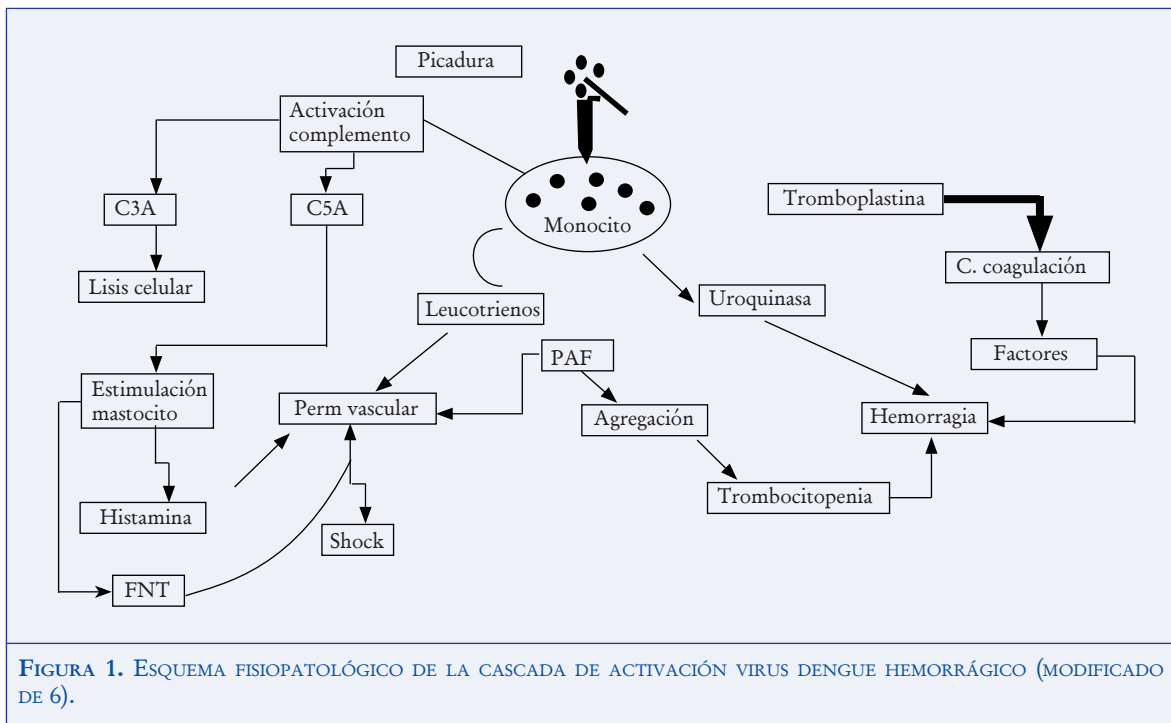 Picadura
Activación
complemento
C3A
C5A
Monocito
Tromboplastina
Lisis celular
C. coagulación
Leucotrienos
Uroquinasa
PAF
Factores
Estimulación
mastocito
Perm vascular
Agregación
Hemorragia
Histamina
Trombocitopenia
Shock
FNT
FIGURA 1. ESQUEMA FISIOPATOLÓGICO DE LA CASCADA DE ACTIVACIÓN VIRUS DENGUE HEMORRÁGICO (MODIFICADO
DE 6).